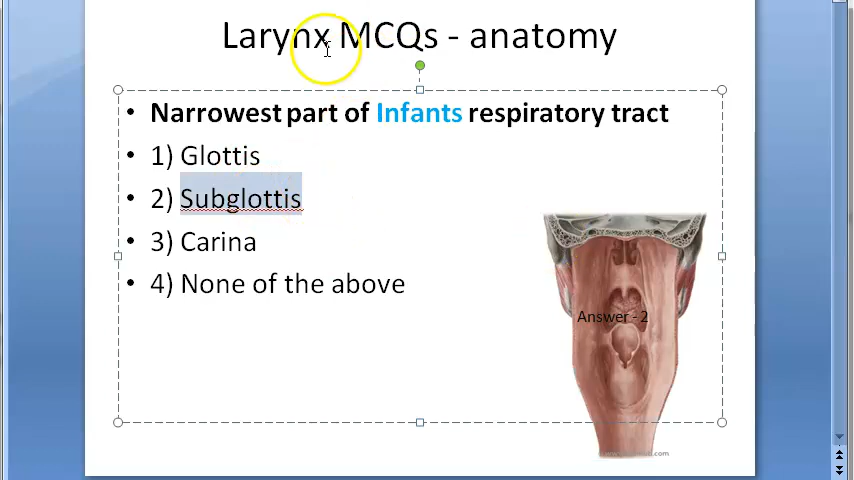 Larynx MCQs - anatomy
• Narrowest part of Infants respiratory tract
• 1) Glottis
• 2) Subglottis
• 3) Carina
• 4) None of the above
Answer - 2